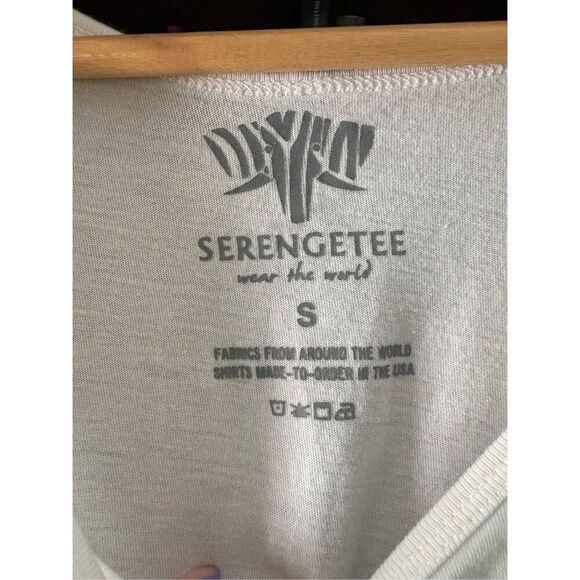 SERENGETEE
wear the world
S
FABRICS FROM AROUND THE WORLD
SHIRTS MADE-TO-ORDER IN THE USA